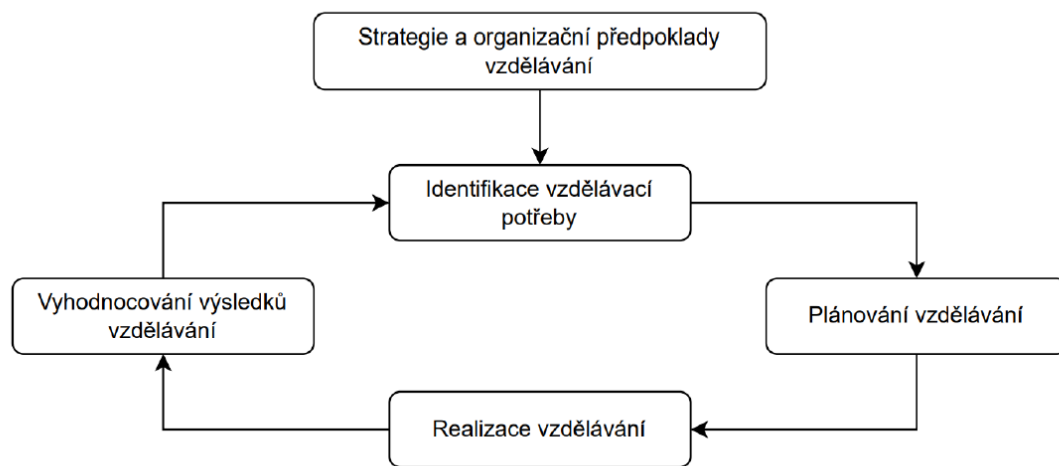 Strategie a organizační předpoklady
vzdělávání
Identifikace vzdělávací
potřeby
Vyhodnocování výsledků
vzdělávání
Plánování vzdělávání
Realizace vzdělávání